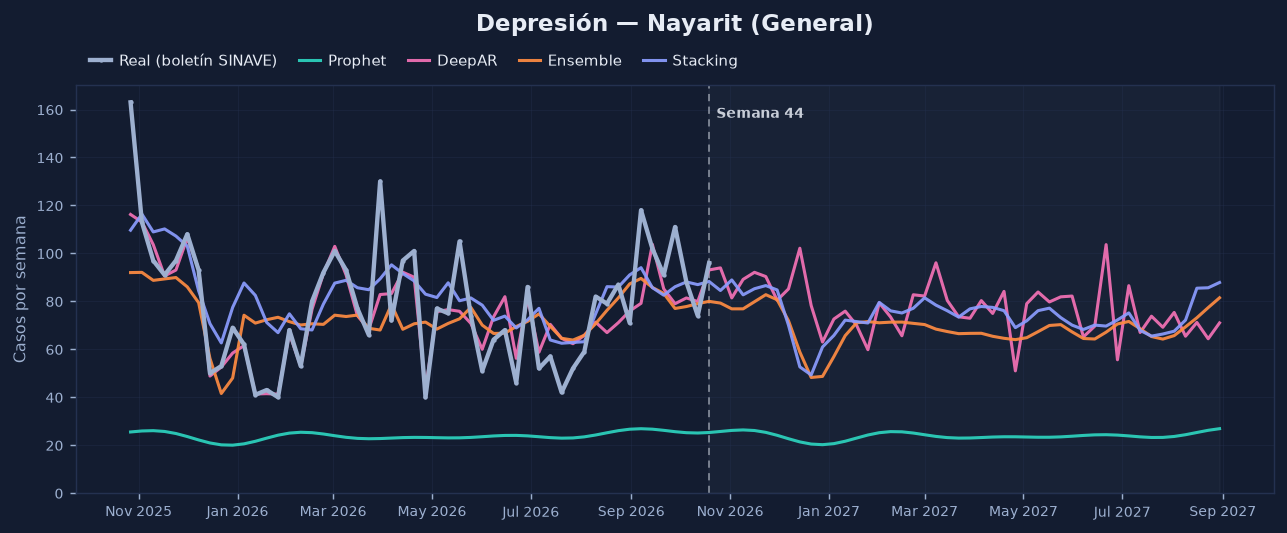 Depresión — Nayarit (General)
Real (boletín SINAVE) Prophet DeepAR Ensemble Stacking
Semana 44
Casos por semana
160
140
120
100
80
60
40
20
0
Nov 2025 Jan 2026 Mar 2026 May 2026 Jul 2026 Sep 2026 Nov 2026 Jan 2027 Mar 2027 May 2027 Jul 2027 Sep 2027